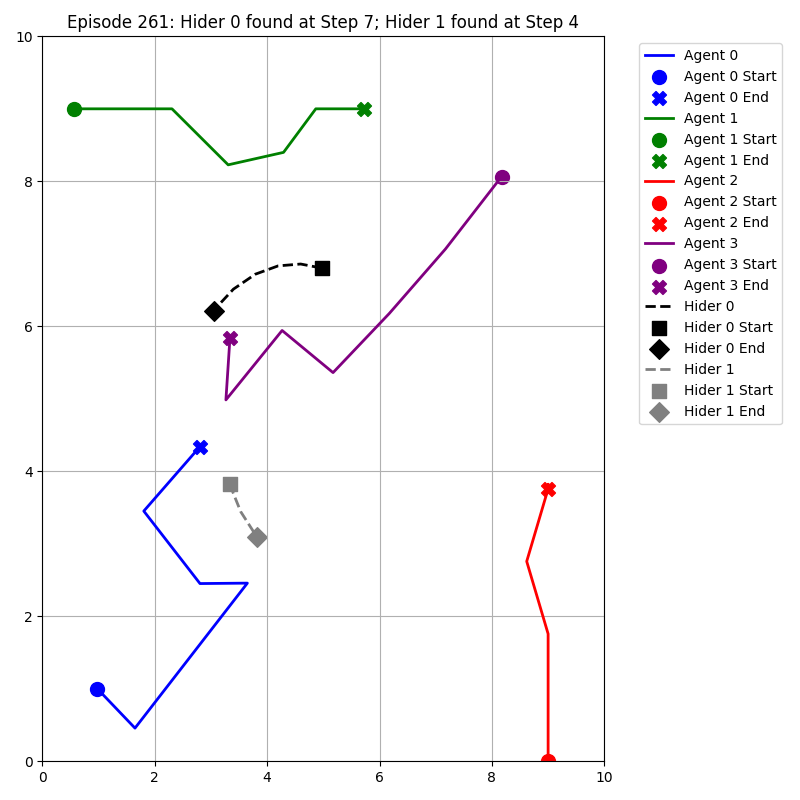 Episode 261: Hider 0 found at Step 7; Hider 1 found at Step 4
10
8
6
4
2
0
0
2
4
6
8
10
Agent 0
Agent 0 Start
Agent 0 End
Agent 1
Agent 1 Start
Agent 1 End
Agent 2
Agent 2 Start
Agent 2 End
Agent 3
Agent 3 Start
Agent 3 End
Hider 0
Hider 0 Start
Hider 0 End
Hider 1
Hider 1 Start
Hider 1 End